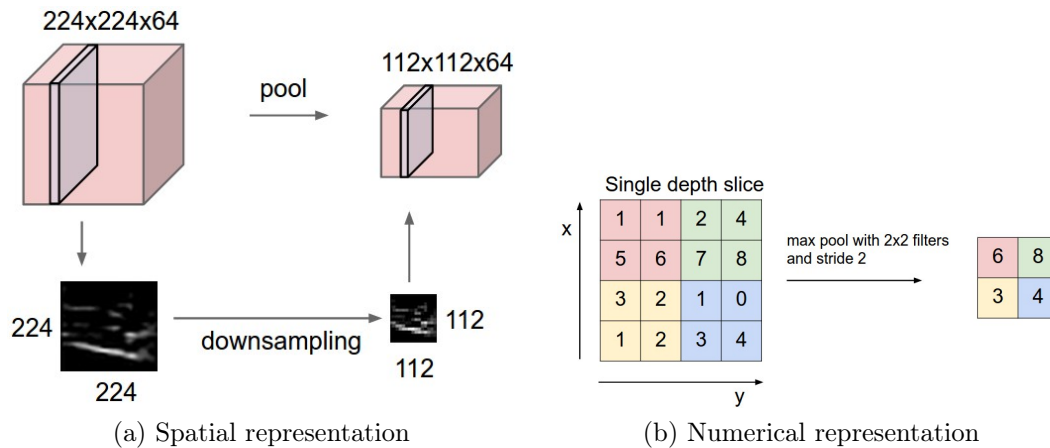 224x224x64
pool
112x112x64
224
224
downsampling
112
112
(a) Spatial representation
Single depth slice
x
1 1 2 4
5 6 7 8
3 2 1 0
1 2 3 4
y
max pool with 2x2 filters
and stride 2
6 8
3 4
(b) Numerical representation